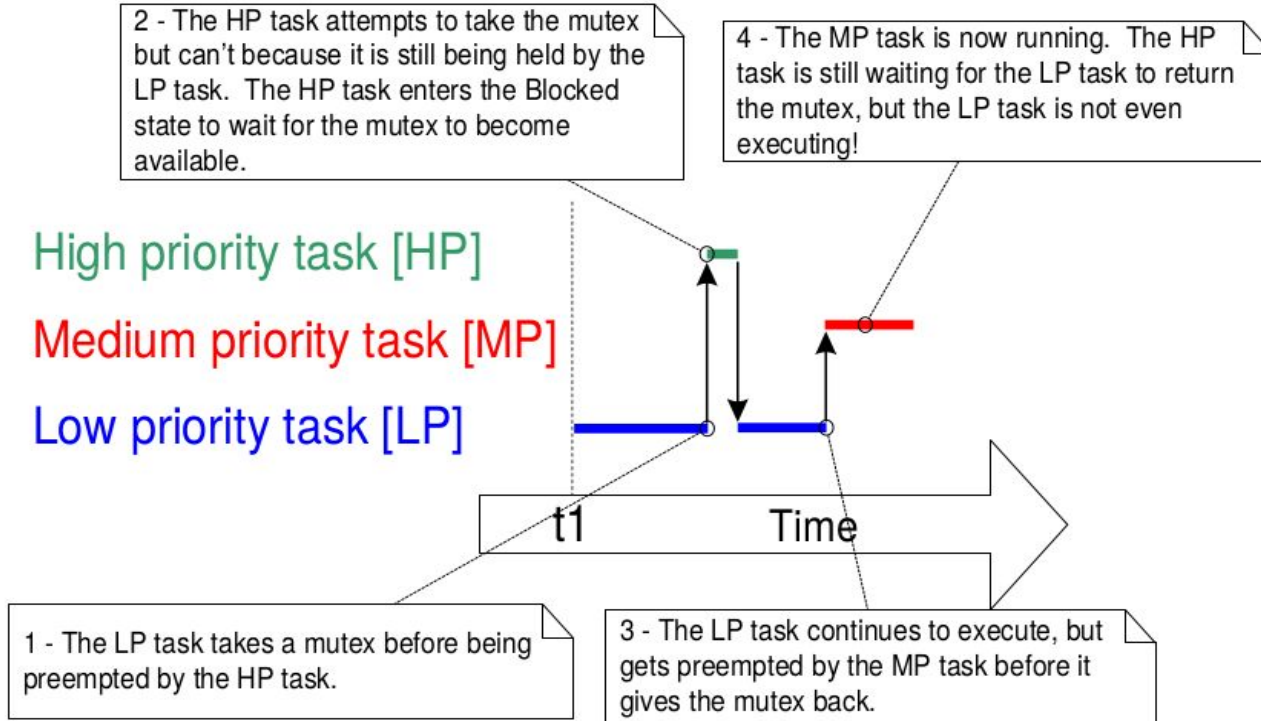 2 - The HP task attempts to take the mutex
but can't because it is still being held by the
LP task.  The HP task enters the Blocked
state to wait for the mutex to become
available.
4 - The MP task is now running.  The HP
task is still waiting for the LP task to return
the mutex, but the LP task is not even
executing!
High priority task [HP]
Medium priority task [MP]
Low priority task [LP]
t1
Time
1 - The LP task takes a mutex before being
preempted by the HP task.
3 - The LP task continues to execute, but
gets preempted by the MP task before it
gives the mutex back.